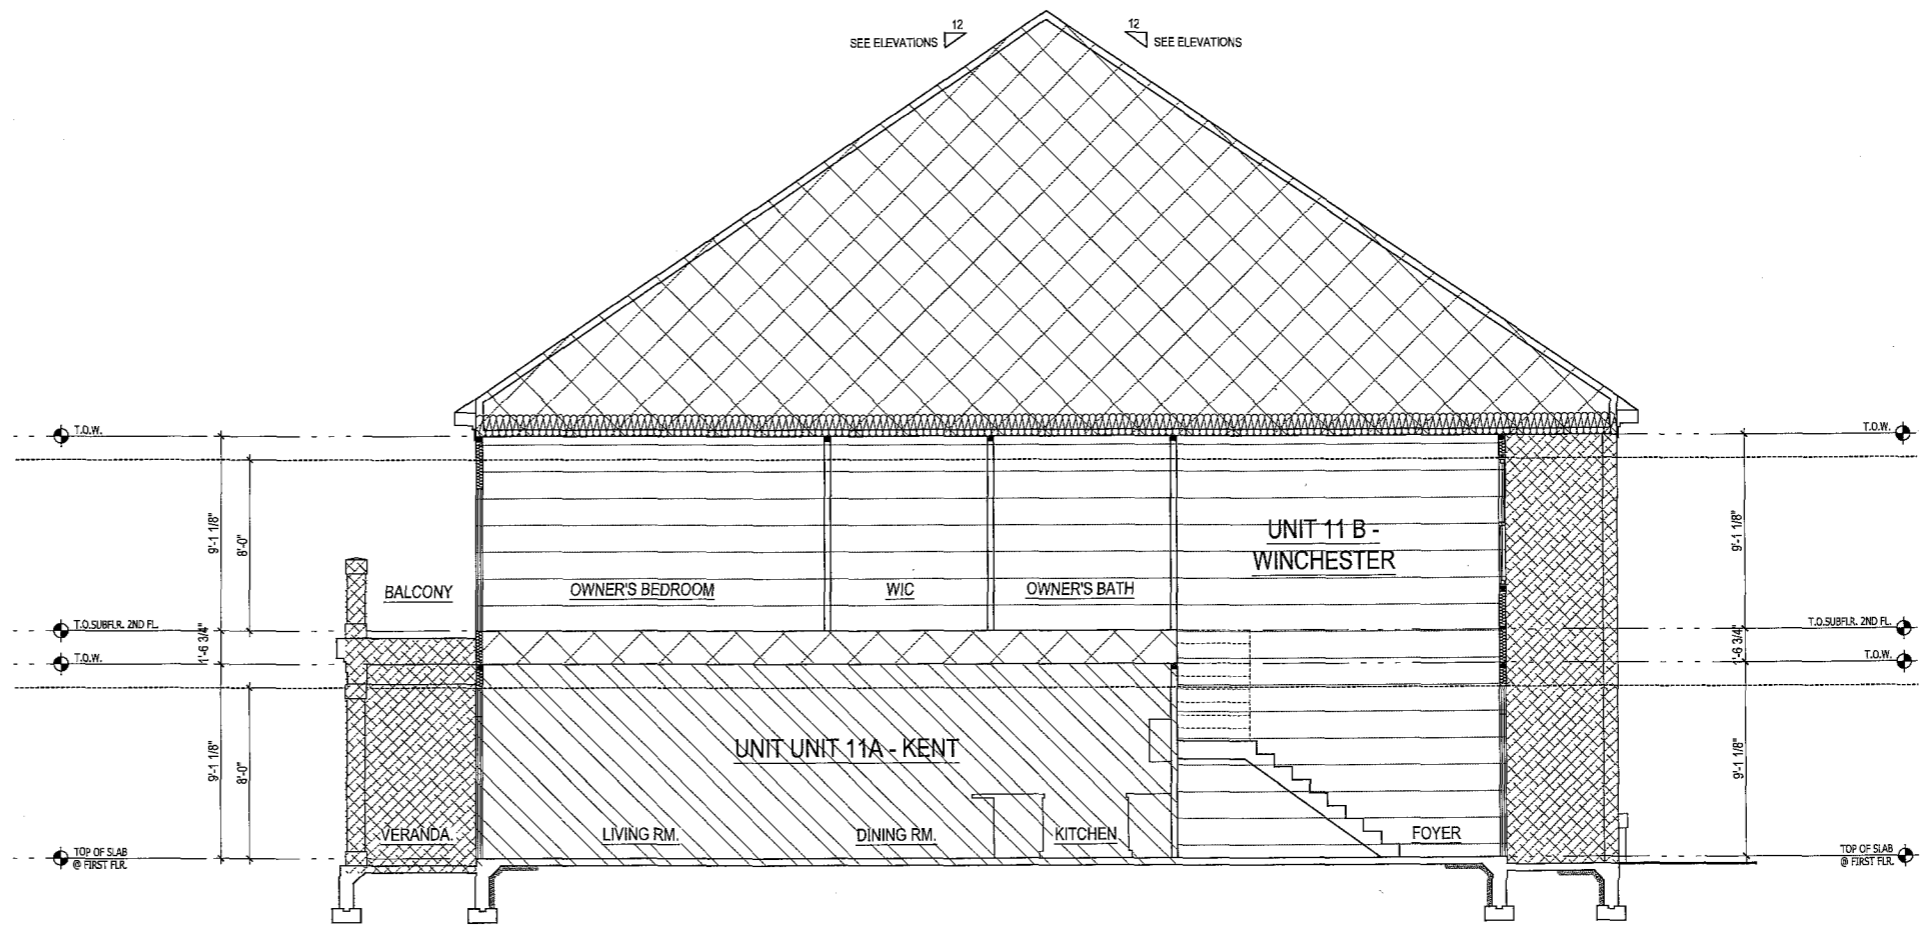 12
SEE ELEVATIONS
12
SEE ELEVATIONS
T.O.W.
T.O.W.
9'-1 1/8"
8'-0"
UNIT 11 B -
WINCHESTER
9'-1 1/8"
BALCONY
OWNER'S BEDROOM
WIC
OWNER'S BATH
T.O.SUBFLR. 2ND FL.
T.O.SUBFLR. 2ND FL.
1'-6 3/4"
1'-6 3/4"
T.O.W.
T.O.W.
UNIT UNIT 11A - KENT
9'-1 1/8"
8'-0"
9'-1 1/8"
VERANDA
LIVING RM.
DINING RM.
KITCHEN
FOYER
TOP OF SLAB
@ FIRST FLR.
TOP OF SLAB
@ FIRST FLR.